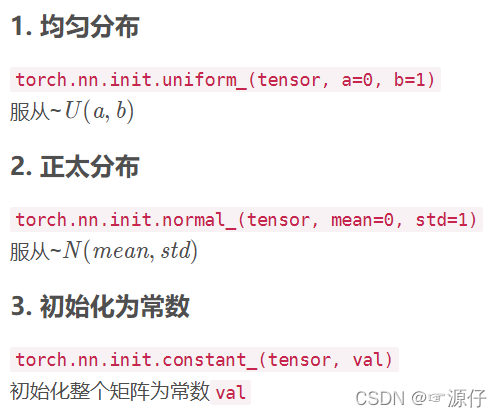 1. 均匀分布
torch.nn.init.uniform_(tensor, a=0, b=1)
服从~U(a, b)
2. 正太分布
torch.nn.init.normal_(tensor, mean=0, std=1)
服从~N(mean, std)
3. 初始化为常数
torch.nn.init.constant_(tensor, val)
初始化整个矩阵为常数val
CSDN @☞源仔